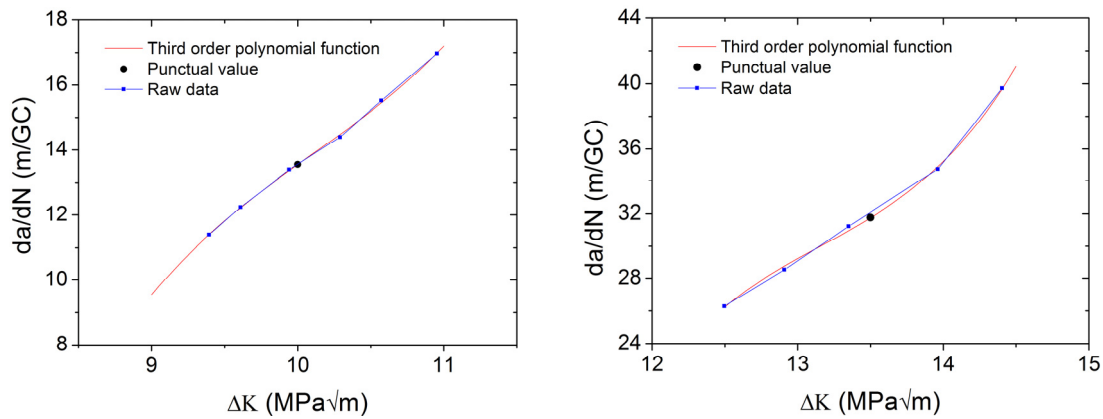 18
16
14
12
10
8
da/dN (m/GC)
Third order polynomial function
Punctual value
Raw data
9
10
11
ΔK (MPa√m)
44
40
36
32
28
24
da/dN (m/GC)
Third order polynomial function
Punctual value
Raw data
12
13
14
15
ΔK (MPa√m)